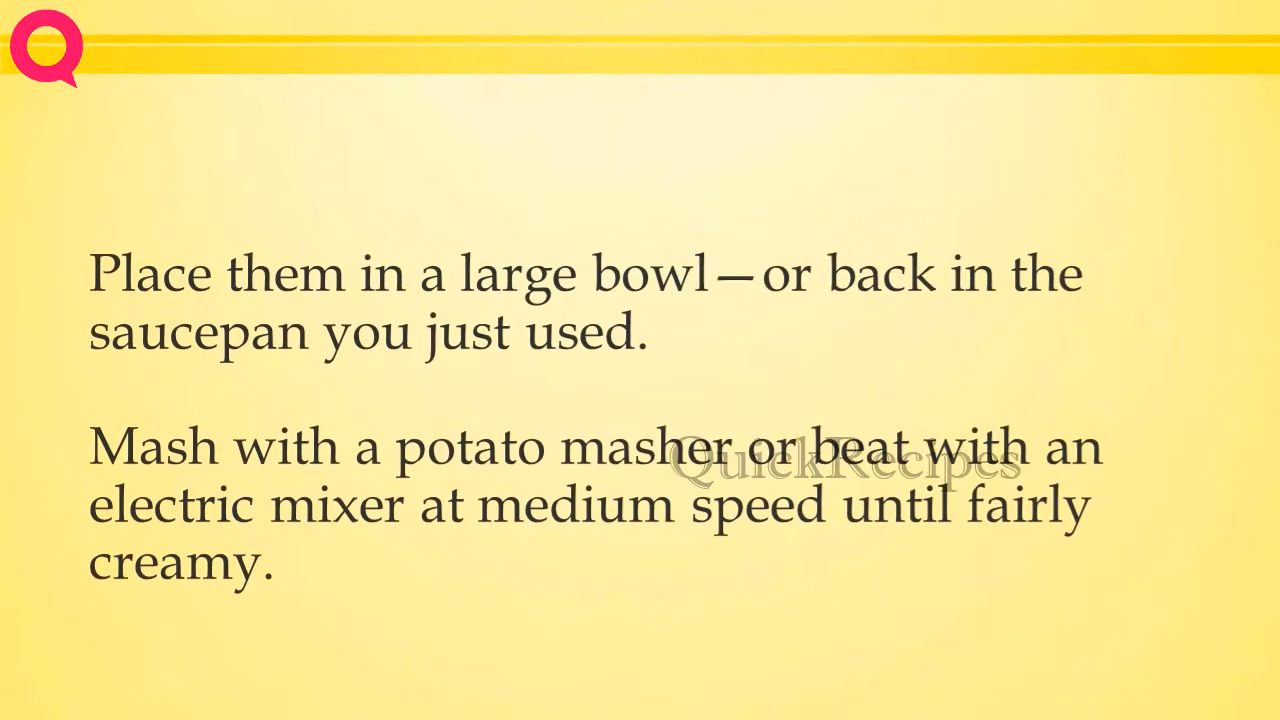 Place them in a large bowl—or back in the
saucepan you just used.
Mash with a potato masher or beat with an
QuickRecipes
electric mixer at medium speed until fairly
creamy.